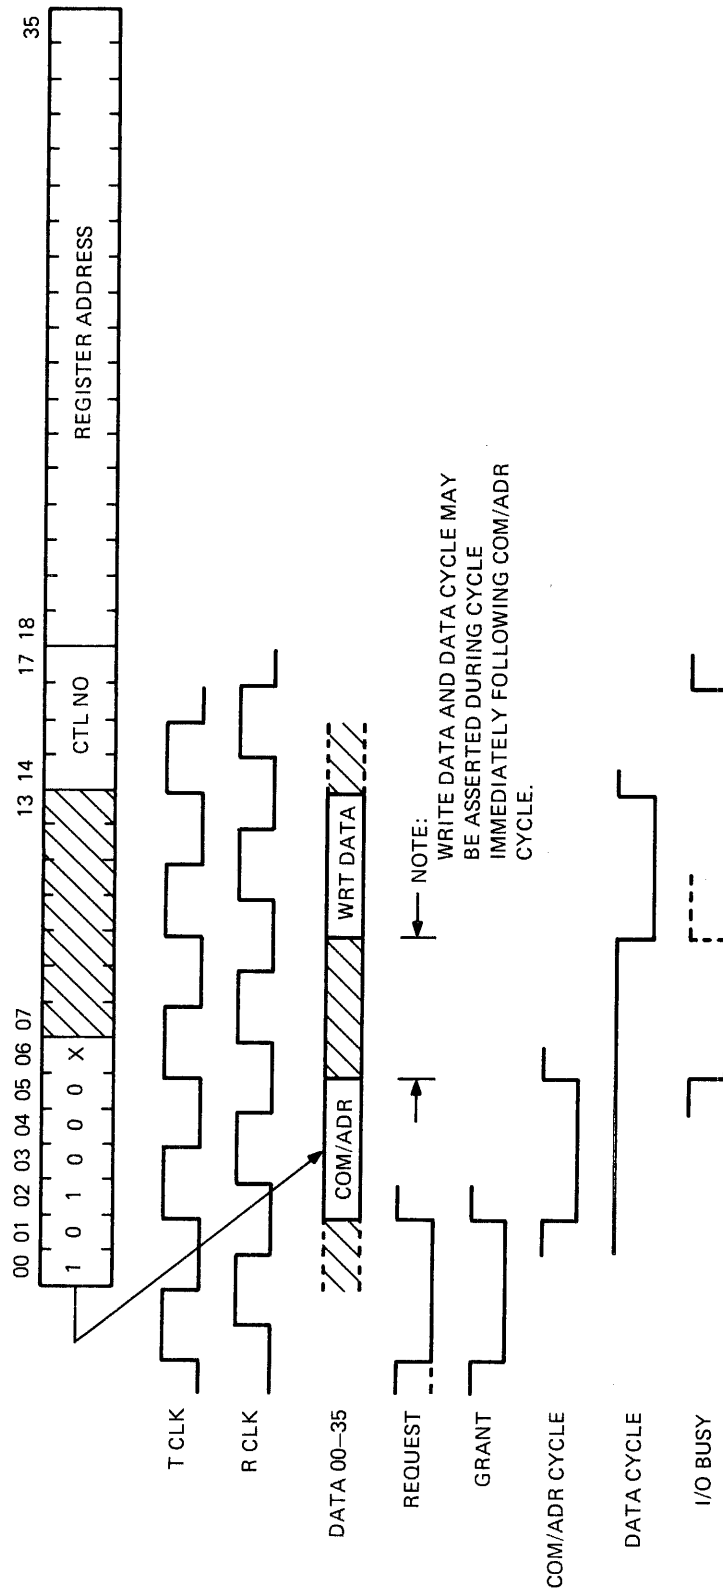 00 01 02 03 04 05 06 07 13 14 17 18 35
1 0 1 0 0 0 X CTL NO REGISTER ADDRESS
T CLK
R CLK
DATA 00–35
COM/ADR WRT DATA
REQUEST
NOTE:
WRITE DATA AND DATA CYCLE MAY
BE ASSERTED DURING CYCLE
IMMEDIATELY FOLLOWING COM/ADR
CYCLE.
GRANT
COM/ADR CYCLE
DATA CYCLE
I/O BUSY